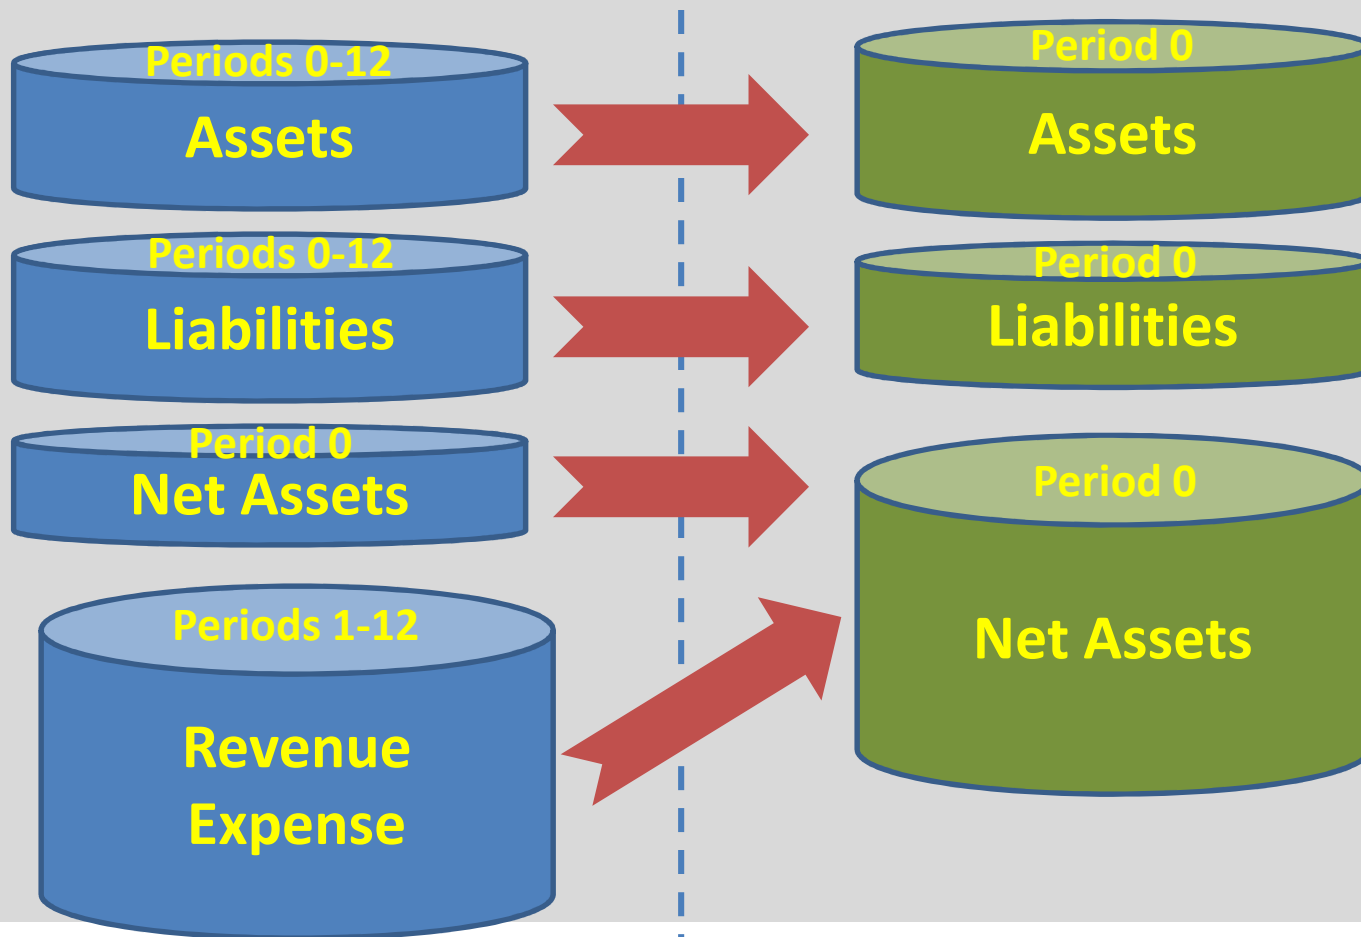 Periods 0-12
Assets
Periods 0-12
Liabilities
Period 0
Net Assets
Periods 1-12
Revenue
Expense
Period 0
Assets
Period 0
Liabilities
Period 0
Net Assets